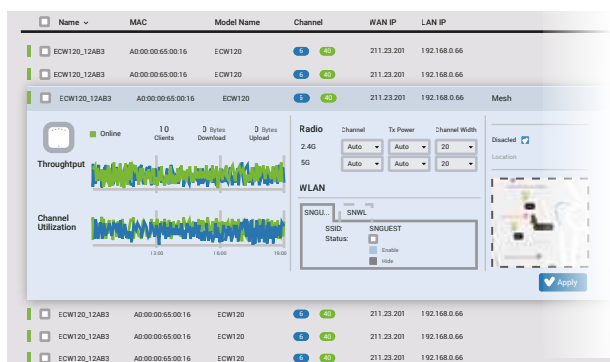 Name MAC Model Name Channel WAN IP LAN IP
ECW120_12AB3 A0:00:00:65:00:16 ECW120 6 40 211.23.201 192.168.0.66
ECW120_12AB3 A0:00:00:65:00:16 ECW120 6 40 211.23.201 192.168.0.66
ECW120_12AB3 A0:00:00:65:00:16 ECW120 6 40 211.23.201 192.168.0.66 Mesh
Online 10 Clients 0 Bytes Download 0 Bytes Upload
Throughtput
Channel Utilization
13:00 16:00 19:00
Radio Channel Tx Power Channel Width
2.4G Auto Auto 20
5G Auto Auto 20
WLAN
SNGU... SNWL
SSID: SNGUEST
Status:
Enable
Hide
Disacled
Location
Apply
ECW120_12AB3 A0:00:00:65:00:16 ECW120 6 40 211.23.201 192.168.0.66
ECW120_12AB3 A0:00:00:65:00:16 ECW120 6 40 211.23.201 192.168.0.66
ECW120_12AB3 A0:00:00:65:00:16 ECW120 6 40 211.23.201 192.168.0.66